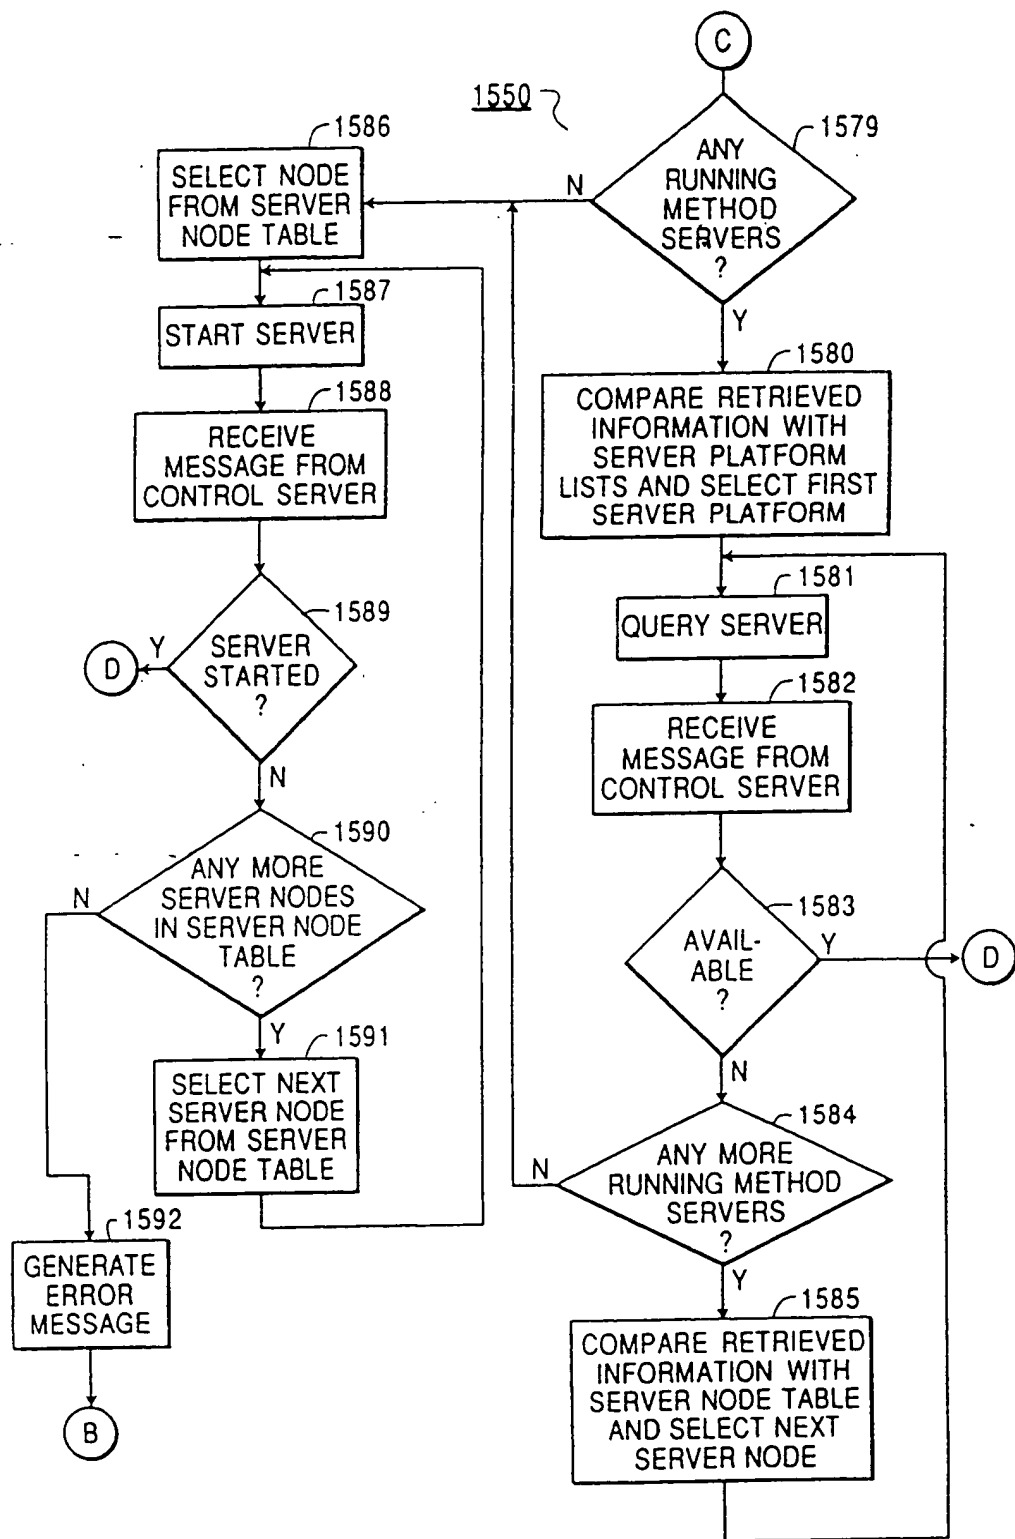 C
1550
1579
ANY
RUNNING
METHOD
SERVERS
?
N
Y
1586
SELECT NODE
FROM SERVER
NODE TABLE
1587
START SERVER
1588
RECEIVE
MESSAGE FROM
CONTROL SERVER
1589
SERVER
STARTED
?
Y
D
N
1590
ANY MORE
SERVER NODES
IN SERVER NODE
TABLE
?
N
Y
1591
SELECT NEXT
SERVER NODE
FROM SERVER
NODE TABLE
1592
GENERATE
ERROR
MESSAGE
B
1580
COMPARE RETRIEVED
INFORMATION WITH
SERVER PLATFORM
LISTS AND SELECT FIRST
SERVER PLATFORM
1581
QUERY SERVER
1582
RECEIVE
MESSAGE FROM
CONTROL SERVER
1583
AVAIL-
ABLE
?
Y
D
N
1584
ANY MORE
RUNNING METHOD
SERVERS
?
N
Y
1585
COMPARE RETRIEVED
INFORMATION WITH
SERVER NODE TABLE
AND SELECT NEXT
SERVER NODE